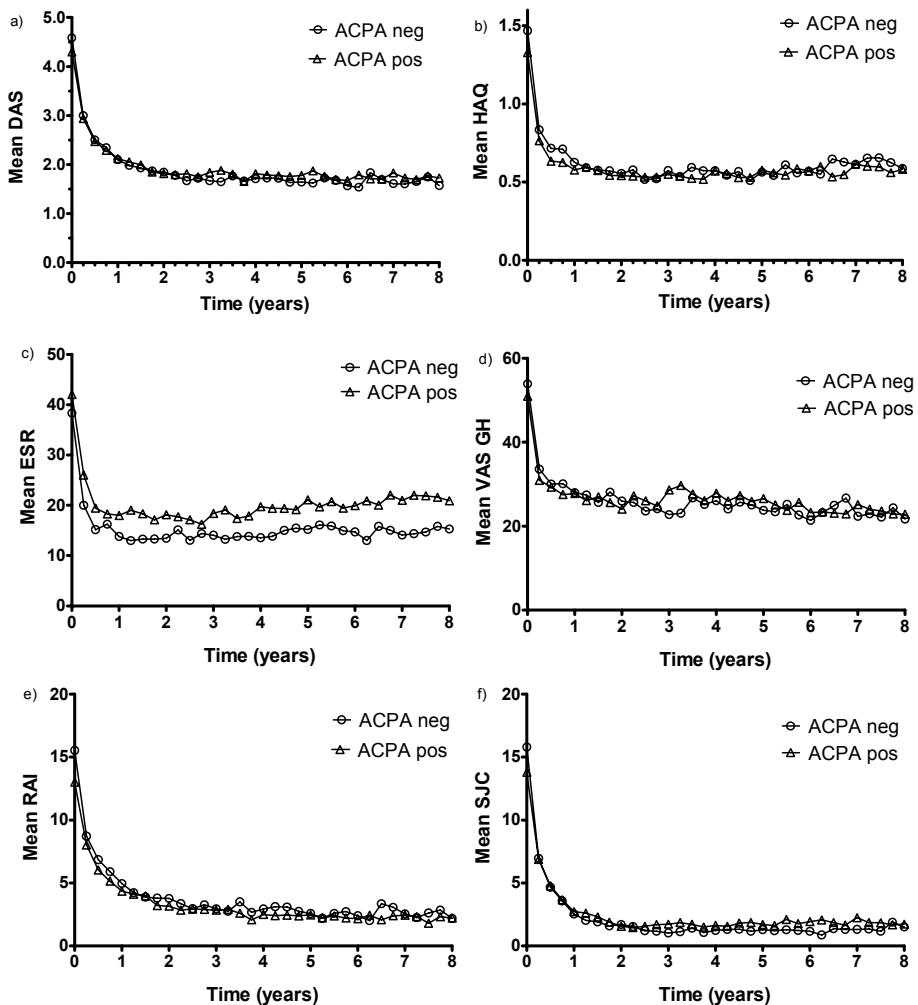 a)
ACPA neg
ACPA pos
Mean DAS
5.0
4.0
3.0
2.0
1.0
0.0
0 1 2 3 4 5 6 7 8
Time (years)
b)
ACPA neg
ACPA pos
Mean HAQ
1.5
1.0
0.5
0.0
0 1 2 3 4 5 6 7 8
Time (years)
c)
ACPA neg
ACPA pos
Mean ESR
50
40
30
20
10
0
0 1 2 3 4 5 6 7 8
Time (years)
d)
ACPA neg
ACPA pos
Mean VAS GH
60
40
20
0
0 1 2 3 4 5 6 7 8
Time (years)
e)
ACPA neg
ACPA pos
Mean RAI
20
15
10
5
0
0 1 2 3 4 5 6 7 8
Time (years)
f)
ACPA neg
ACPA pos
Mean SJC
20
15
10
5
0
0 1 2 3 4 5 6 7 8
Time (years)